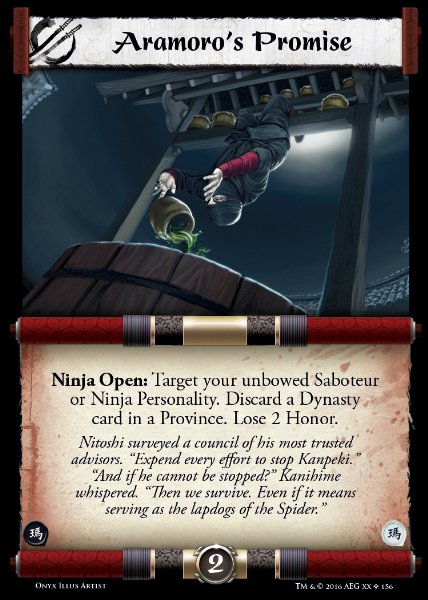 Aramoro's Promise
Ninja Open: Target your unbowed Saboteur
or Ninja Personality. Discard a Dynasty
card in a Province. Lose 2 Honor.
Nitoshi surveyed a council of his most trusted
advisors. “Expend every effort to stop Kanpeki.”
“And if he cannot be stopped?” Kanihime
whispered. “Then we survive. Even if it means
serving as the lapdogs of the Spider.”
瑪 瑪
2
Onyx Illus Artist TM & © 2016 AEG XX ❖ 156